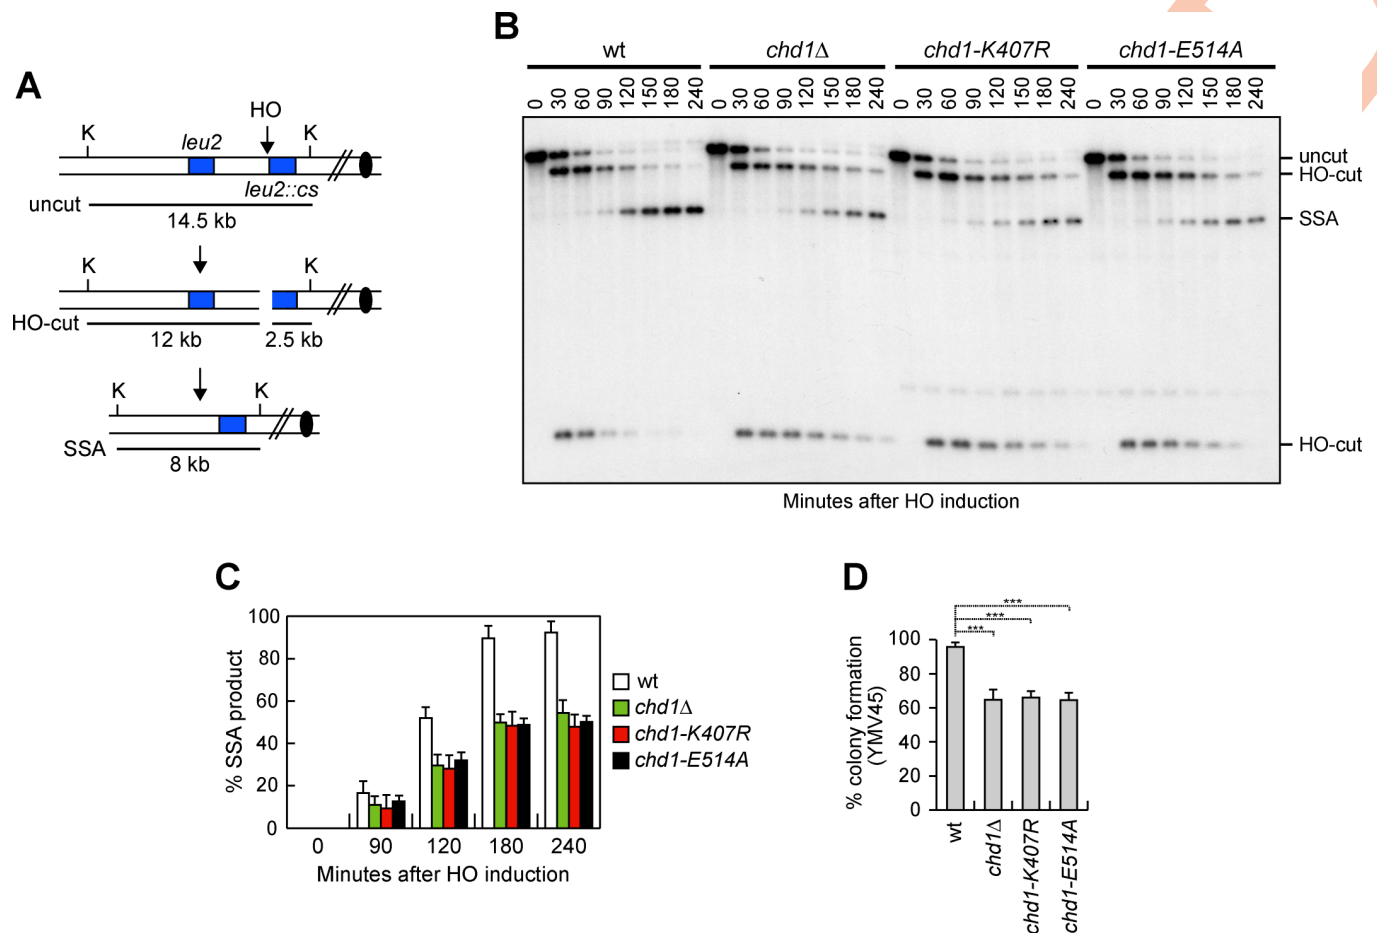 A
HO
K
leu2
K
leu2::cs
uncut
14.5 kb
K
K
HO-cut
12 kb
2.5 kb
K
K
SSA
8 kb
B
wt
chd1Δ
chd1-K407R
chd1-E514A
0 30 60 90 120 150 180 240 0 30 60 90 120 150 180 240 0 30 60 90 120 150 180 240 0 30 60 90 120 150 180 240
uncut
HO-cut
SSA
HO-cut
Minutes after HO induction
C
% SSA product
100
80
60
40
20
0
0 90 120 180 240
Minutes after HO induction
wt
chd1Δ
chd1-K407R
chd1-E514A
D
% colony formation
(YMV45)
***
***
***
100
80
60
40
20
0
wt
chd1Δ
chd1-K407R
chd1-E514A